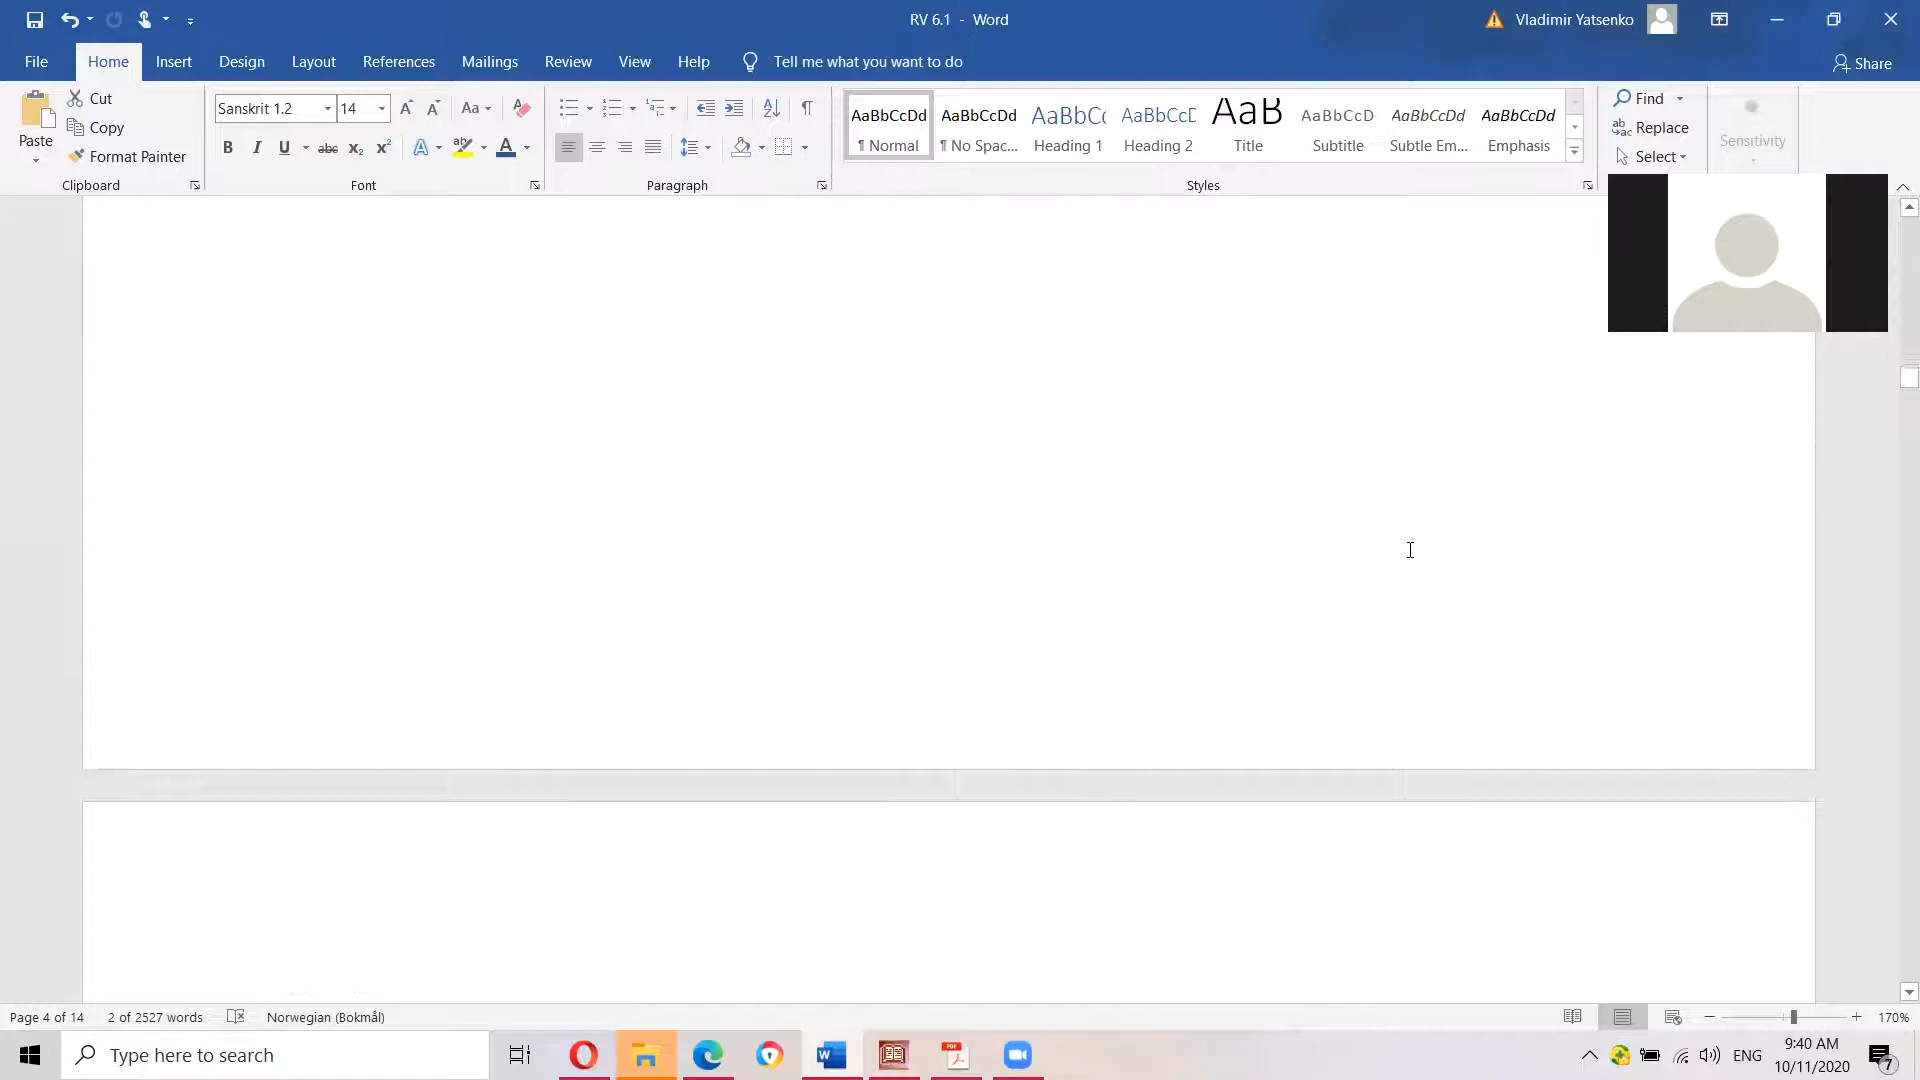 RV 6.1 - Word
Vladimir Yatsenko
File
Home
Insert
Design
Layout
References
Mailings
Review
View
Help
Tell me what you want to do
Share
Paste
Cut
Copy
Format Painter
Clipboard
Sanskrit 1.2
14
Font
Paragraph
AaBbCcDd
¶ Normal
AaBbCcDd
¶ No Spac...
AaBbCc
Heading 1
AaBbCcD
Heading 2
AaB
Title
AaBbCcD
Subtitle
AaBbCcDd
Subtle Em...
AaBbCcDd
Emphasis
Styles
Find
Replace
Select
Sensitivity
Page 4 of 14
2 of 2527 words
Norwegian (Bokmål)
170%
Type here to search
ENG
9:40 AM
10/11/2020
7